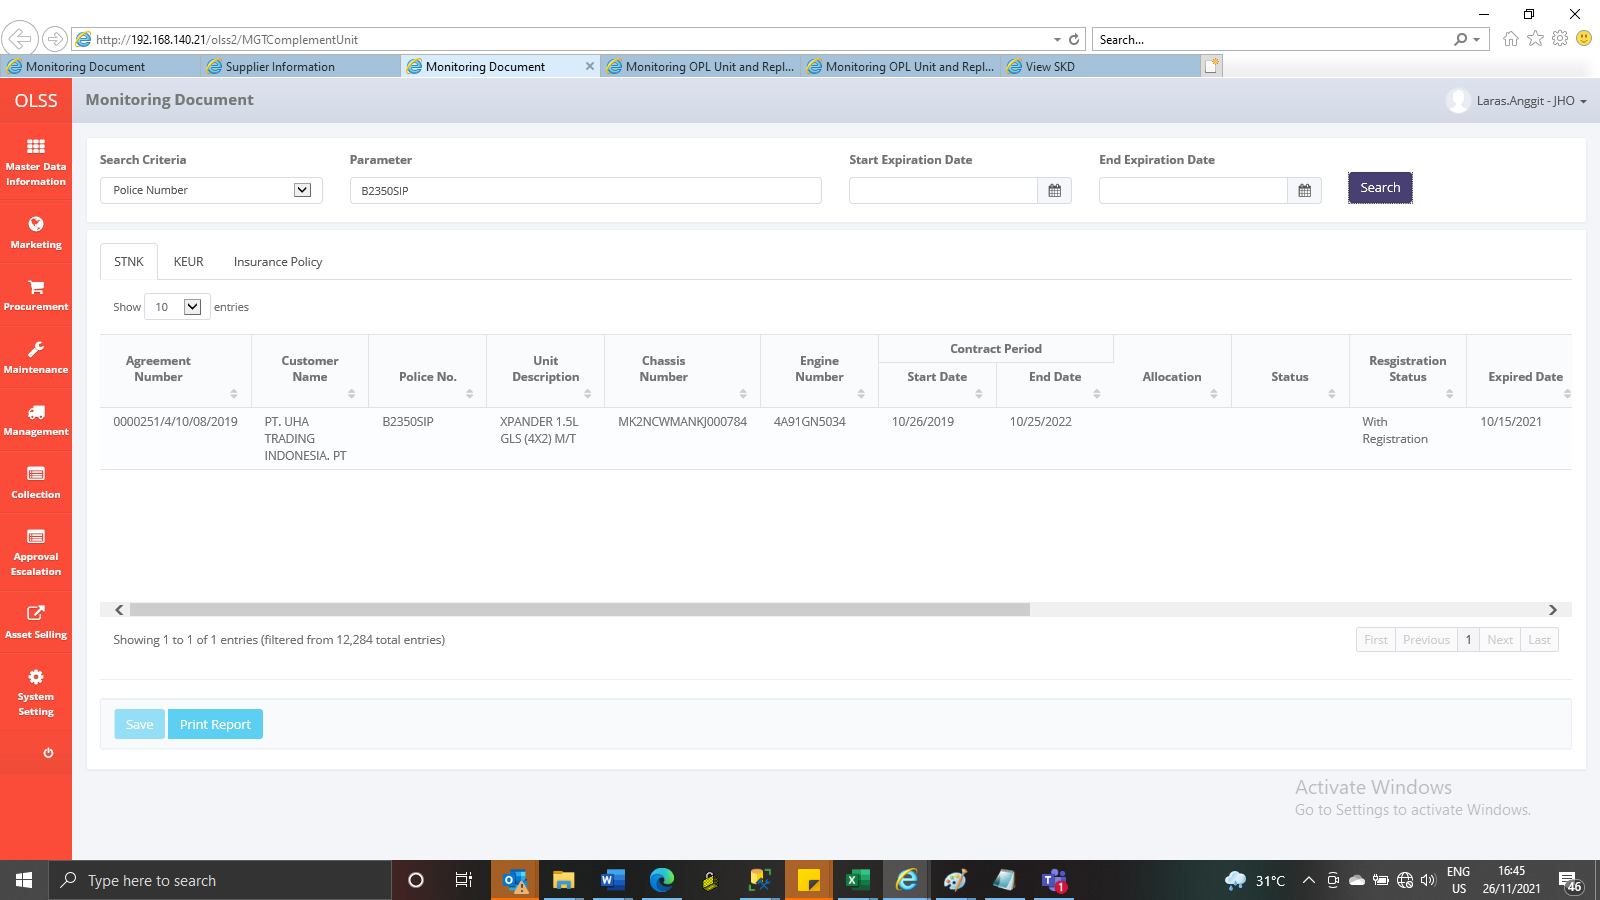 http://192.168.140.21/olss2/MGTComplementUnit
Search...
Monitoring Document
Supplier Information
Monitoring Document
Monitoring OPL Unit and Repl...
Monitoring OPL Unit and Repl...
View SKD
OLSS
Monitoring Document
Laras.Anggit - JHO
Master Data
Information
Marketing
Procurement
Maintenance
Management
Collection
Approval
Escalation
Asset Selling
System
Setting
Search Criteria
Parameter
Start Expiration Date
End Expiration Date
Police Number
B2350SIP
Search
STNK
KEUR
Insurance Policy
Show 10 entries
Agreement
Number
Customer
Name
Police No.
Unit
Description
Chassis
Number
Engine
Number
Contract Period
Start Date
End Date
Allocation
Status
Resgistration
Status
Expired Date
0000251/4/10/08/2019
PT. UHA
TRADING
INDONESIA. PT
B2350SIP
XPANDER 1.5L
GLS (4X2) M/T
MK2NCWMANKJ000784
4A91GN5034
10/26/2019
10/25/2022
With
Registration
10/15/2021
Showing 1 to 1 of 1 entries (filtered from 12,284 total entries)
First
Previous
1
Next
Last
Save
Print Report
Activate Windows
Go to Settings to activate Windows.
Type here to search
1
31°C
ENG
US
16:45
26/11/2021
46